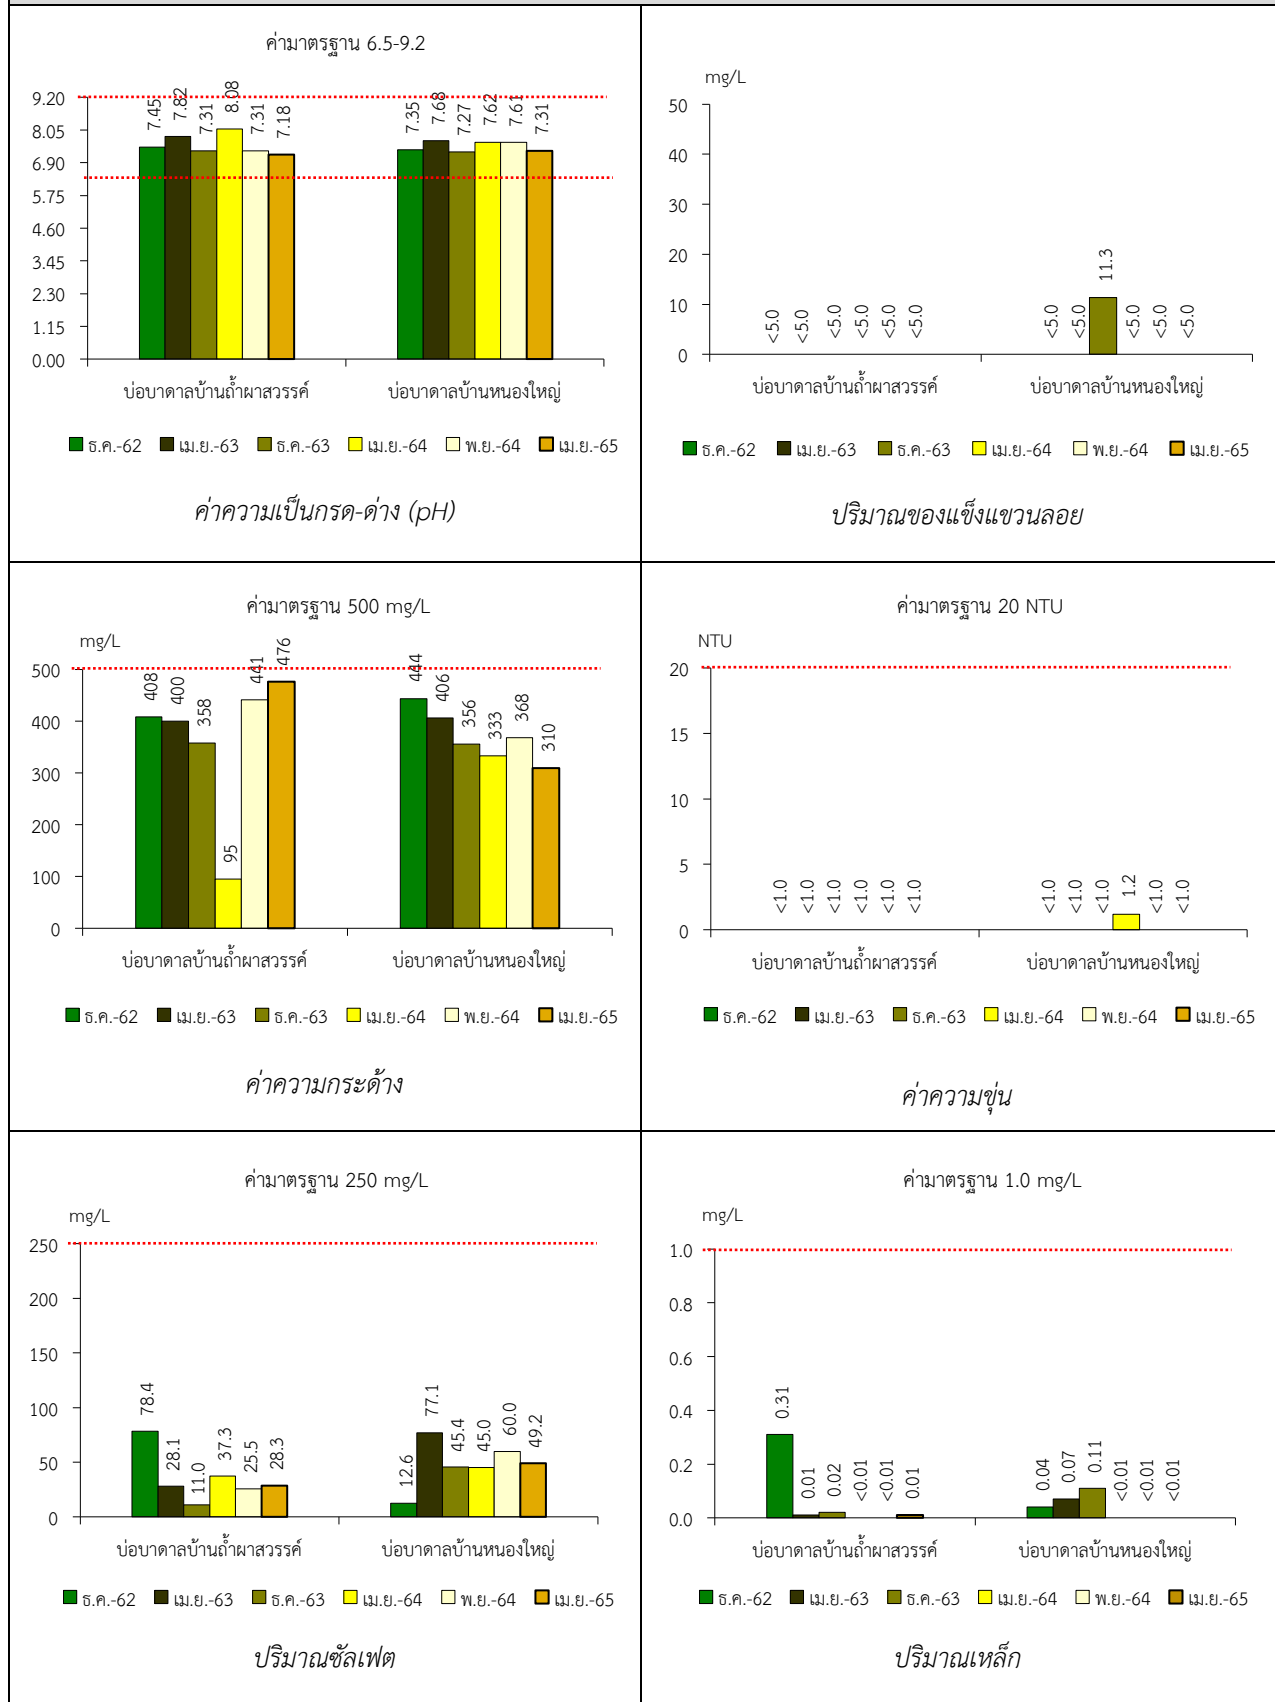 ค่ามาตรฐาน 6.5-9.2
9.20
8.05
6.90
5.75
4.60
3.45
2.30
1.15
0.00
7.45 7.82 7.31 8.08 7.31 7.18
7.35 7.68 7.27 7.62 7.61 7.31
บ่อบาดาลบ้านถ้ำผาสวรรค์ บ่อบาดาลบ้านหนองใหญ่
ธ.ค.-62 เม.ย.-63 ธ.ค.-63 เม.ย.-64 พ.ย.-64 เม.ย.-65
ค่าความเป็นกรด-ด่าง (pH)
mg/L
50
40
30
20
10
0
<5.0 <5.0 <5.0 <5.0 <5.0 <5.0
<5.0 <5.0 11.3 <5.0 <5.0 <5.0
บ่อบาดาลบ้านถ้ำผาสวรรค์ บ่อบาดาลบ้านหนองใหญ่
ธ.ค.-62 เม.ย.-63 ธ.ค.-63 เม.ย.-64 พ.ย.-64 เม.ย.-65
ปริมาณของแข็งแขวนลอย
ค่ามาตรฐาน 500 mg/L
mg/L
500
400
300
200
100
0
408 400 358 95 441 476
444 406 356 333 368 310
บ่อบาดาลบ้านถ้ำผาสวรรค์ บ่อบาดาลบ้านหนองใหญ่
ธ.ค.-62 เม.ย.-63 ธ.ค.-63 เม.ย.-64 พ.ย.-64 เม.ย.-65
ค่าความกระด้าง
ค่ามาตรฐาน 20 NTU
NTU
20
15
10
5
0
<1.0 <1.0 <1.0 <1.0 <1.0 <1.0
<1.0 <1.0 <1.0 1.2 <1.0 <1.0
บ่อบาดาลบ้านถ้ำผาสวรรค์ บ่อบาดาลบ้านหนองใหญ่
ธ.ค.-62 เม.ย.-63 ธ.ค.-63 เม.ย.-64 พ.ย.-64 เม.ย.-65
ค่าความขุ่น
ค่ามาตรฐาน 250 mg/L
mg/L
250
200
150
100
50
0
78.4 28.1 11.0 37.3 25.5 28.3
12.6 77.1 45.4 45.0 60.0 49.2
บ่อบาดาลบ้านถ้ำผาสวรรค์ บ่อบาดาลบ้านหนองใหญ่
ธ.ค.-62 เม.ย.-63 ธ.ค.-63 เม.ย.-64 พ.ย.-64 เม.ย.-65
ปริมาณซัลเฟต
ค่ามาตรฐาน 1.0 mg/L
mg/L
1.0
0.8
0.6
0.4
0.2
0.0
0.31 0.01 0.02 <0.01 <0.01 0.01
0.04 0.07 0.11 <0.01 <0.01 <0.01
บ่อบาดาลบ้านถ้ำผาสวรรค์ บ่อบาดาลบ้านหนองใหญ่
ธ.ค.-62 เม.ย.-63 ธ.ค.-63 เม.ย.-64 พ.ย.-64 เม.ย.-65
ปริมาณเหล็ก